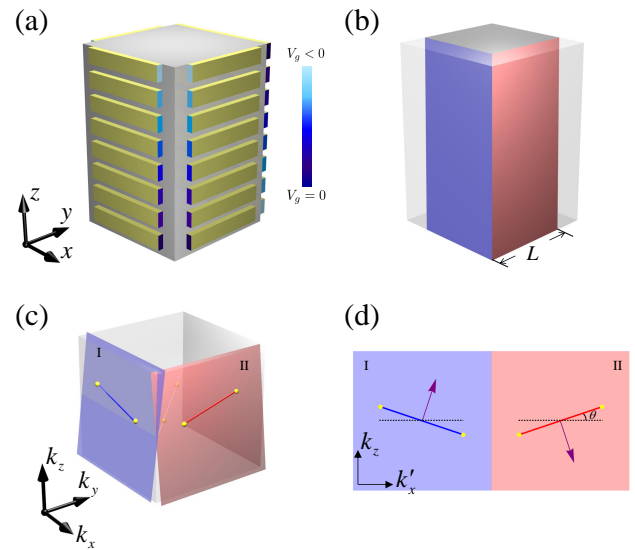 (a)
V_g < 0
V_g = 0
z
y
x
(b)
L
(c)
I
II
k_z
k_y
k_x
(d)
I
II
θ
k_z
k'_x